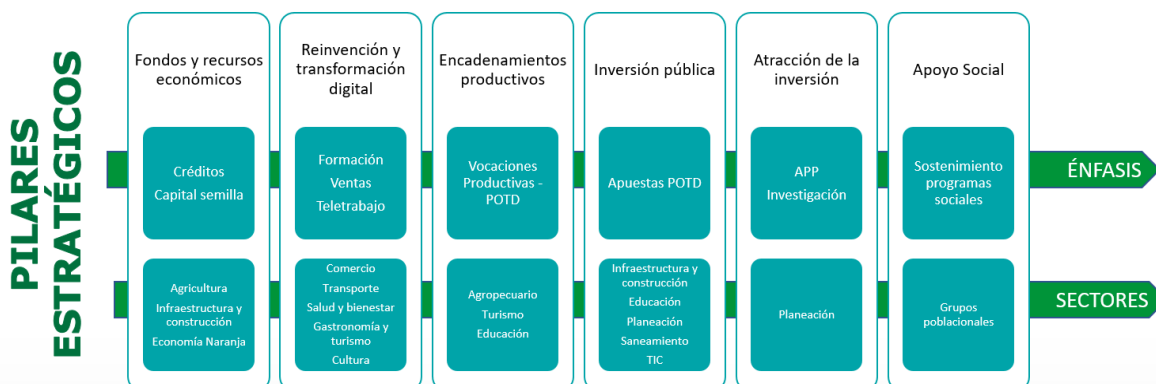 PILARES
ESTRATÉGICOS
Fondos y recursos
económicos
Reinvención y
transformación
digital
Encadenamientos
productivos
Inversión pública
Atracción de la
inversión
Apoyo Social
Créditos
Capital semilla
Formación
Ventas
Teletrabajo
Vocaciones
Productivas -
POTD
Apuestas POTD
APP
Investigación
Sostenimiento
programas
sociales
ÉNFASIS
Agricultura
Infraestructura y
construcción
Economía Naranja
Comercio
Transporte
Salud y bienestar
Gastronomía y
turismo
Cultura
Agropecuario
Turismo
Educación
Infraestructura y
construcción
Educación
Planeación
Saneamiento
TIC
Planeación
Grupos
poblacionales
SECTORES